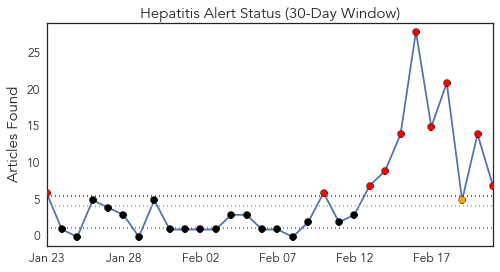 Hepatitis Alert Status (30-Day Window)
Articles Found
25
20
15
10
5
0
Jan 23 Jan 28 Feb 02 Feb 07 Feb 12 Feb 17